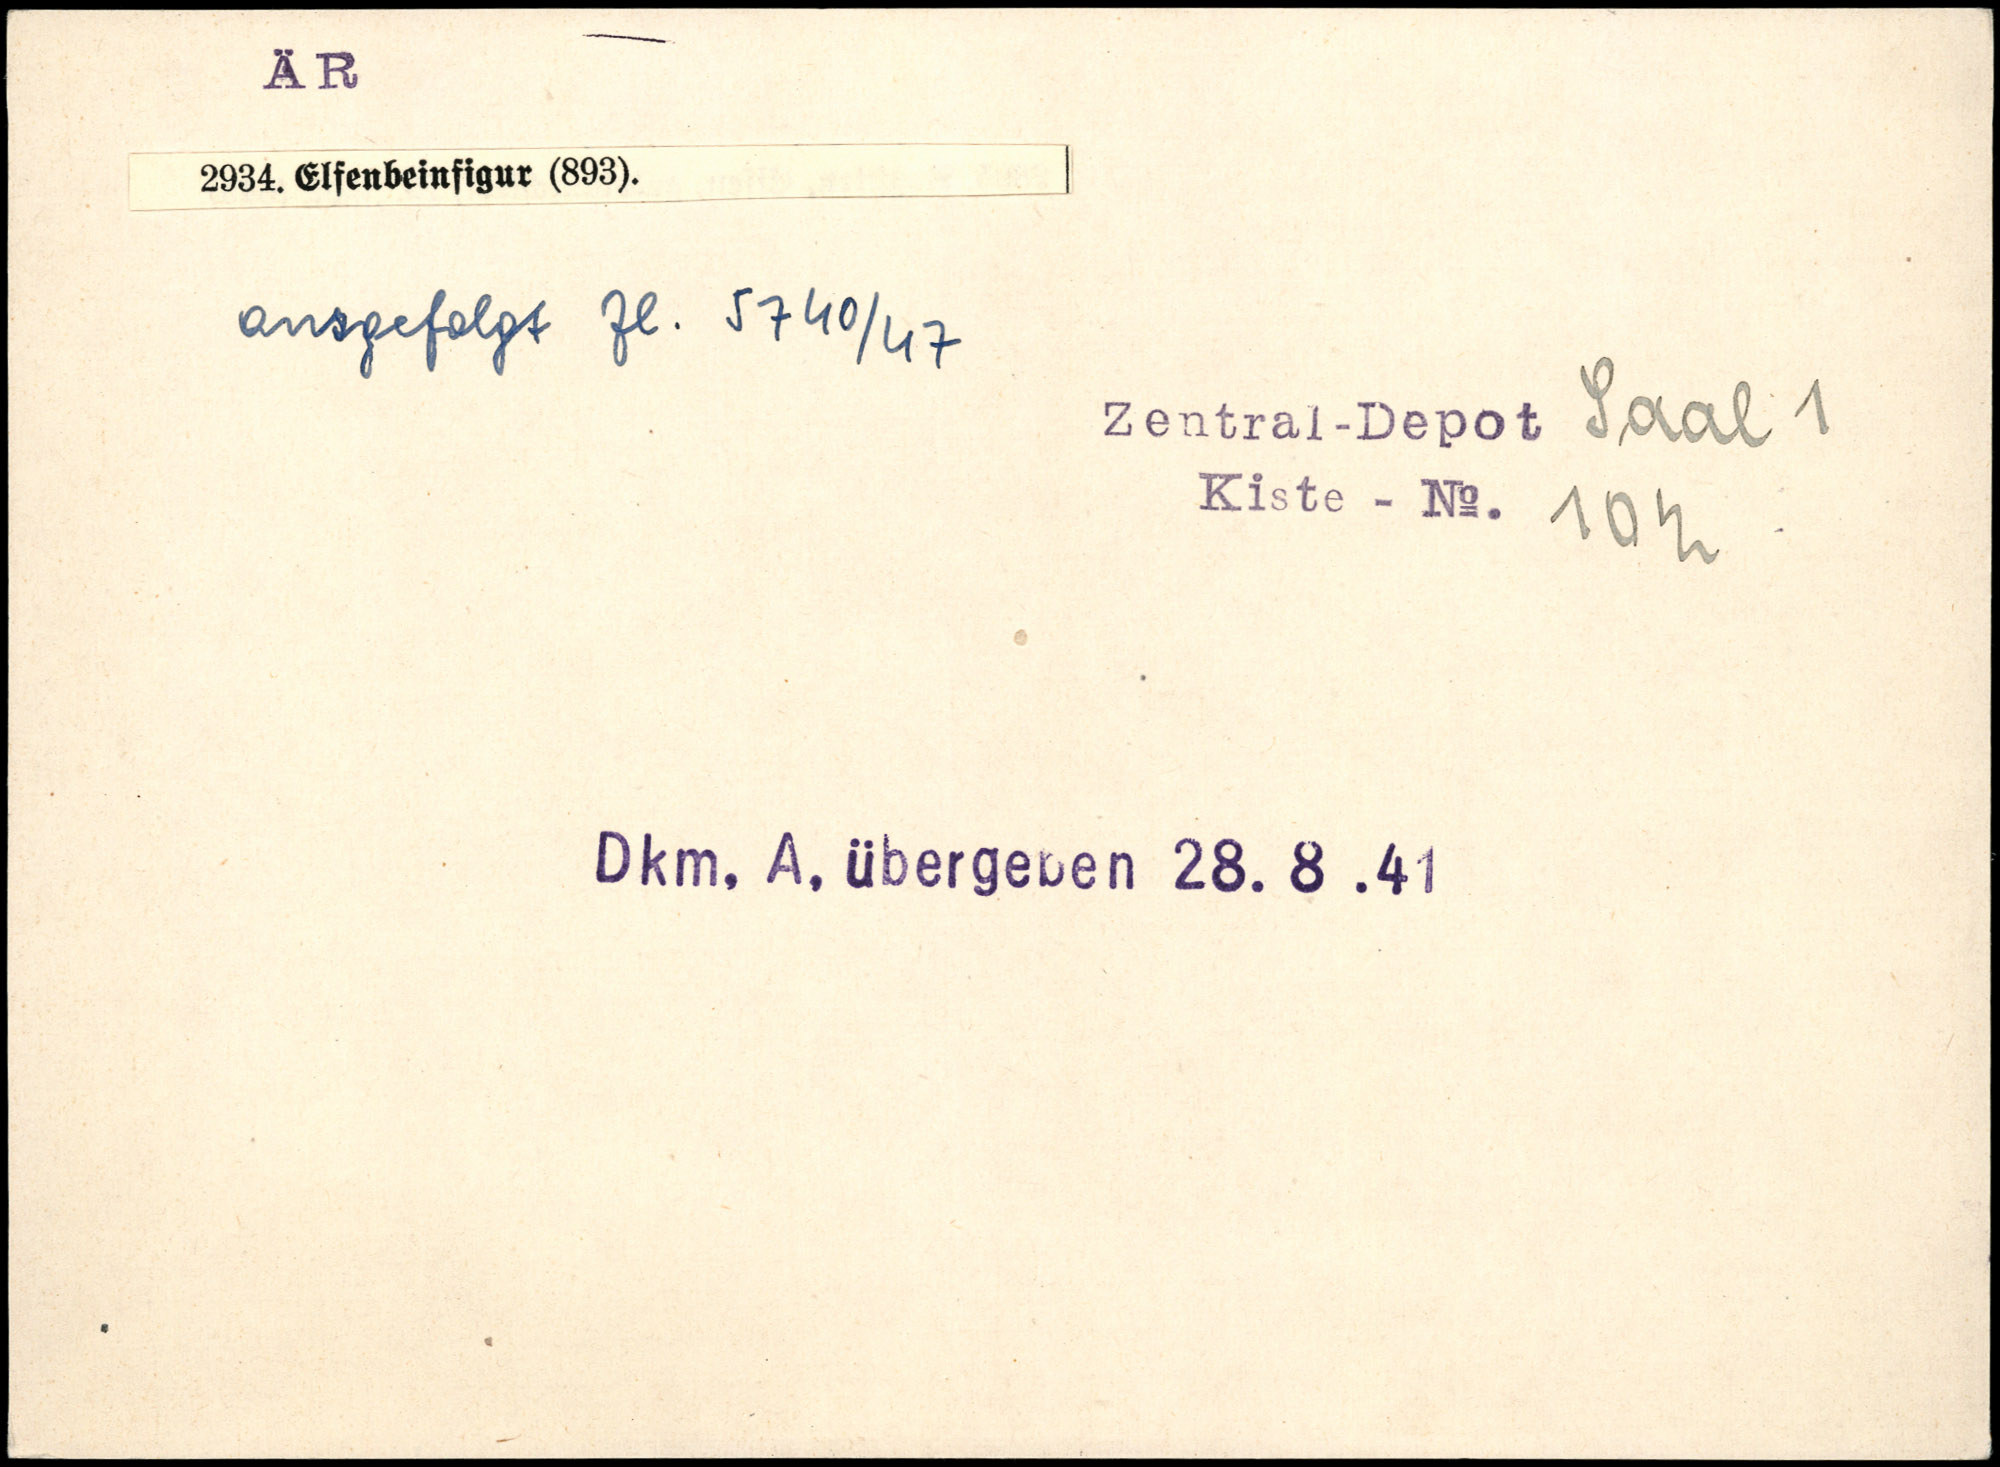 ÄR
2934. Elfenbeinfigur (893).
ausgefolgt Zl. 5740/47
Zentral-Depot Saal 1
Kiste - №. 104
Dkm. A. übergeben 28. 8 .41